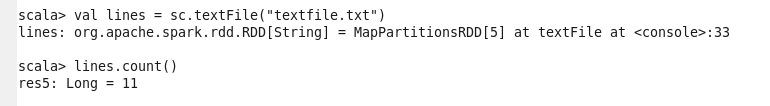 scala> val lines = sc.textFile("textfile.txt")
lines: org.apache.spark.rdd.RDD[String] = MapPartitionsRDD[5] at textFile at <console>:33
scala> lines.count()
res5: Long = 11